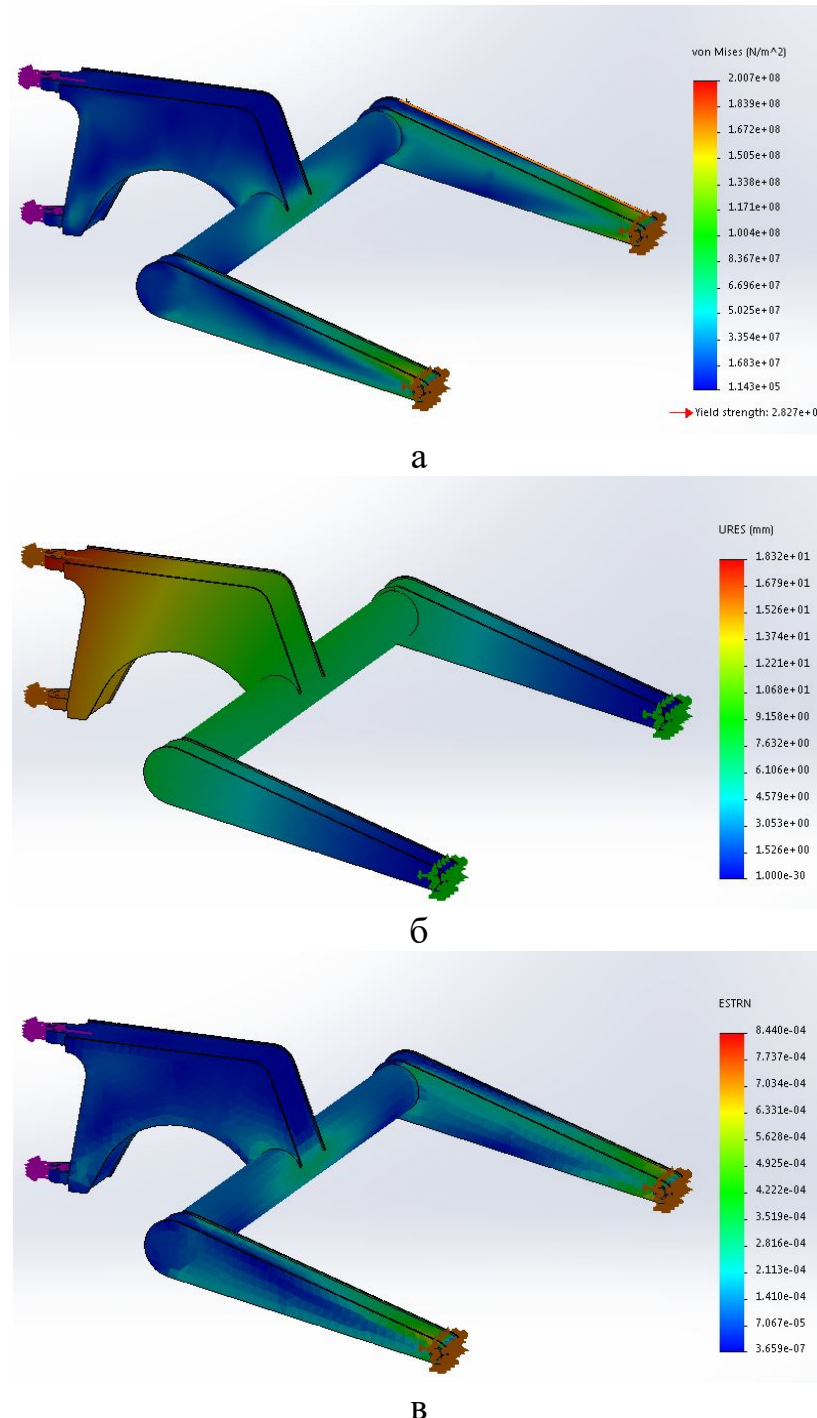 von Mises (N/m^2)
2.007e+08
1.839e+08
1.672e+08
1.505e+08
1.338e+08
1.171e+08
1.004e+08
8.367e+07
6.696e+07
5.025e+07
3.354e+07
1.683e+07
1.143e+05
Yield strength: 2.827e+0
а
URES (mm)
1.832e+01
1.679e+01
1.526e+01
1.374e+01
1.221e+01
1.068e+01
9.158e+00
7.632e+00
6.106e+00
4.579e+00
3.053e+00
1.526e+00
1.000e-30
б
ESTRN
8.440e-04
7.737e-04
7.034e-04
6.331e-04
5.628e-04
4.925e-04
4.222e-04
3.519e-04
2.816e-04
2.113e-04
1.410e-04
7.067e-05
3.659e-07
в